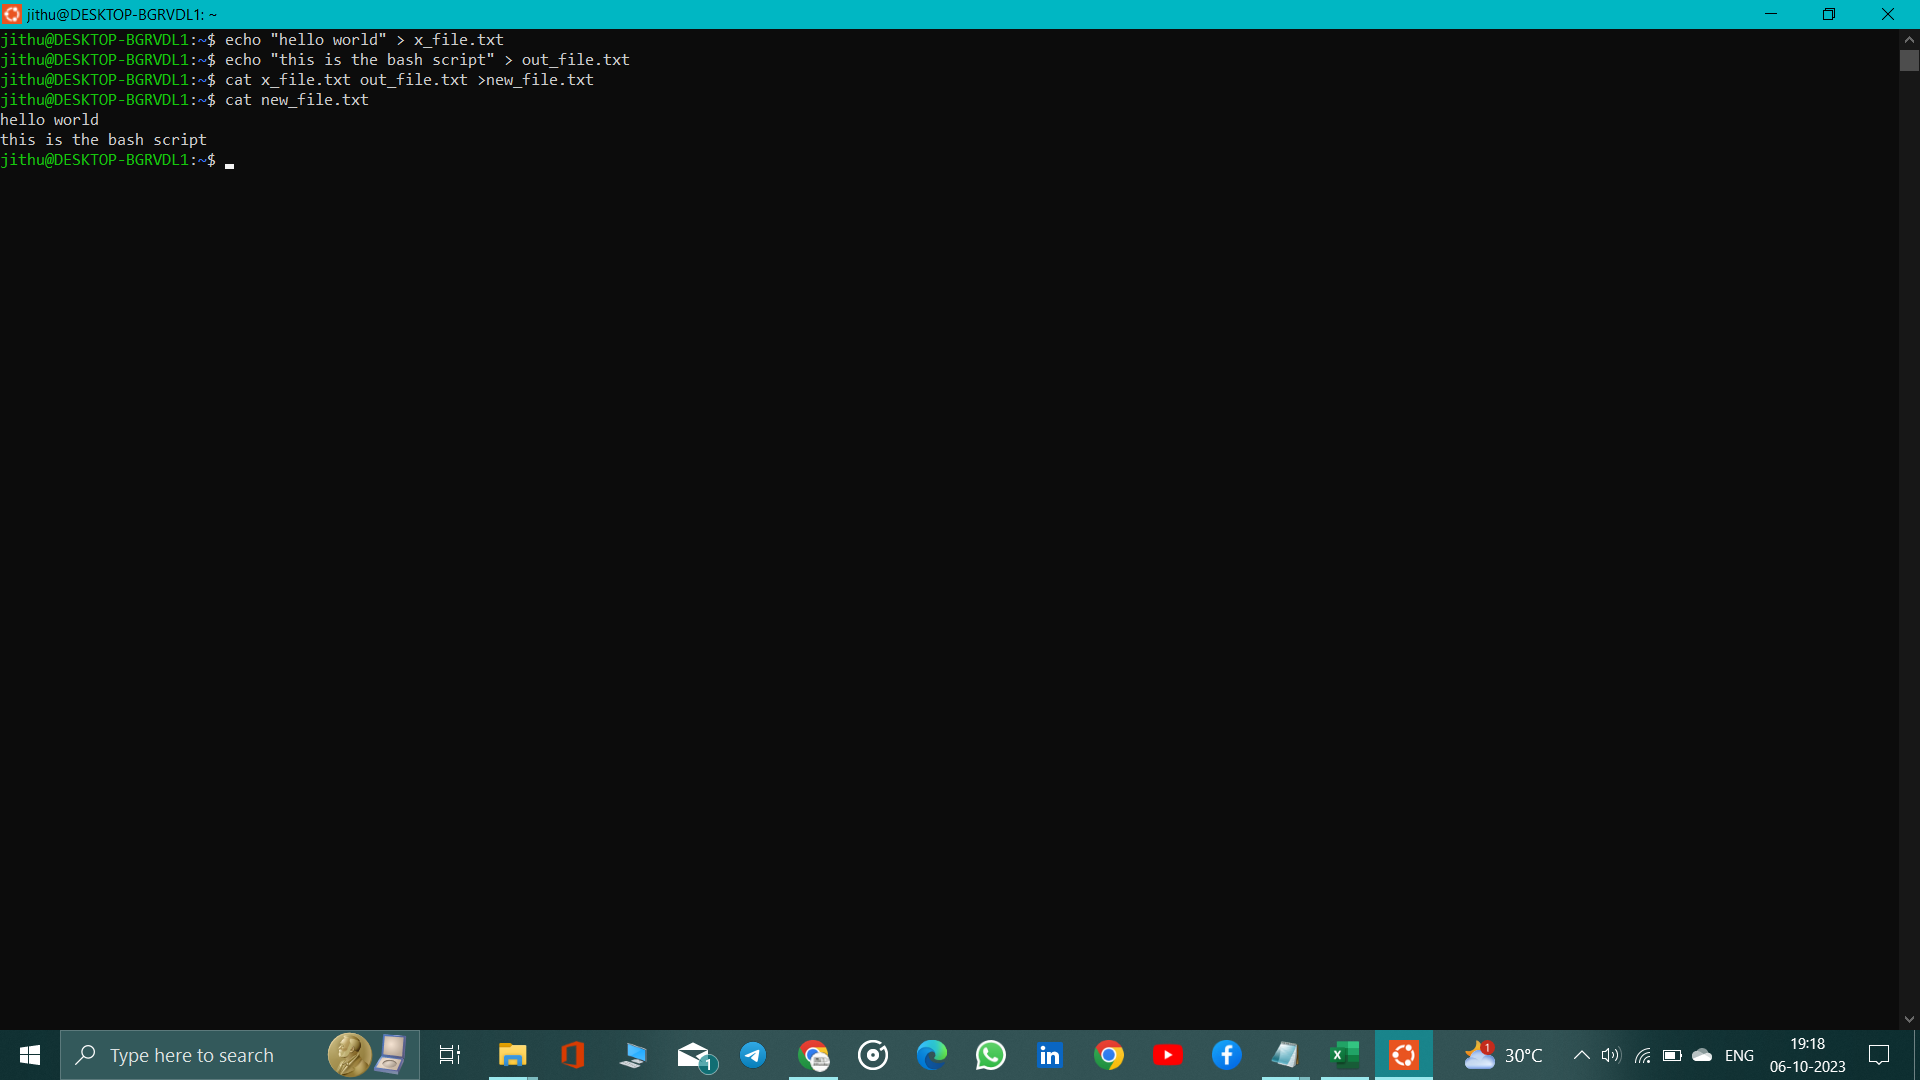 jithu@DESKTOP-BGRVDL1: ~
jithu@DESKTOP-BGRVDL1:~$ echo "hello world" > x_file.txt
jithu@DESKTOP-BGRVDL1:~$ echo "this is the bash script" > out_file.txt
jithu@DESKTOP-BGRVDL1:~$ cat x_file.txt out_file.txt >new_file.txt
jithu@DESKTOP-BGRVDL1:~$ cat new_file.txt
hello world
this is the bash script
jithu@DESKTOP-BGRVDL1:~$
Type here to search
1
in
1
30°C
ENG
19:18
06-10-2023